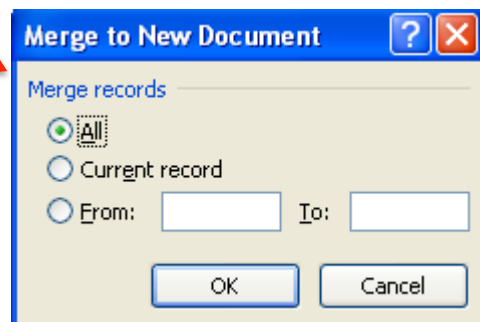 Merge to New Document ?
Merge records
All
Current record
From: To:
OK Cancel